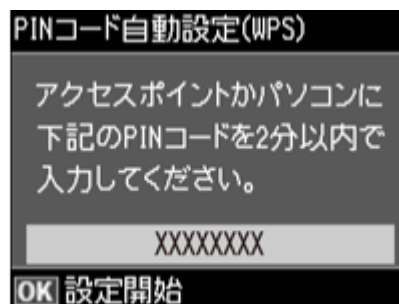 PINコード自動設定(WPS)
アクセスポイントかパソコンに
下記のPINコードを2分以内で
入力してください。
XXXXXXXX
OK 設定開始